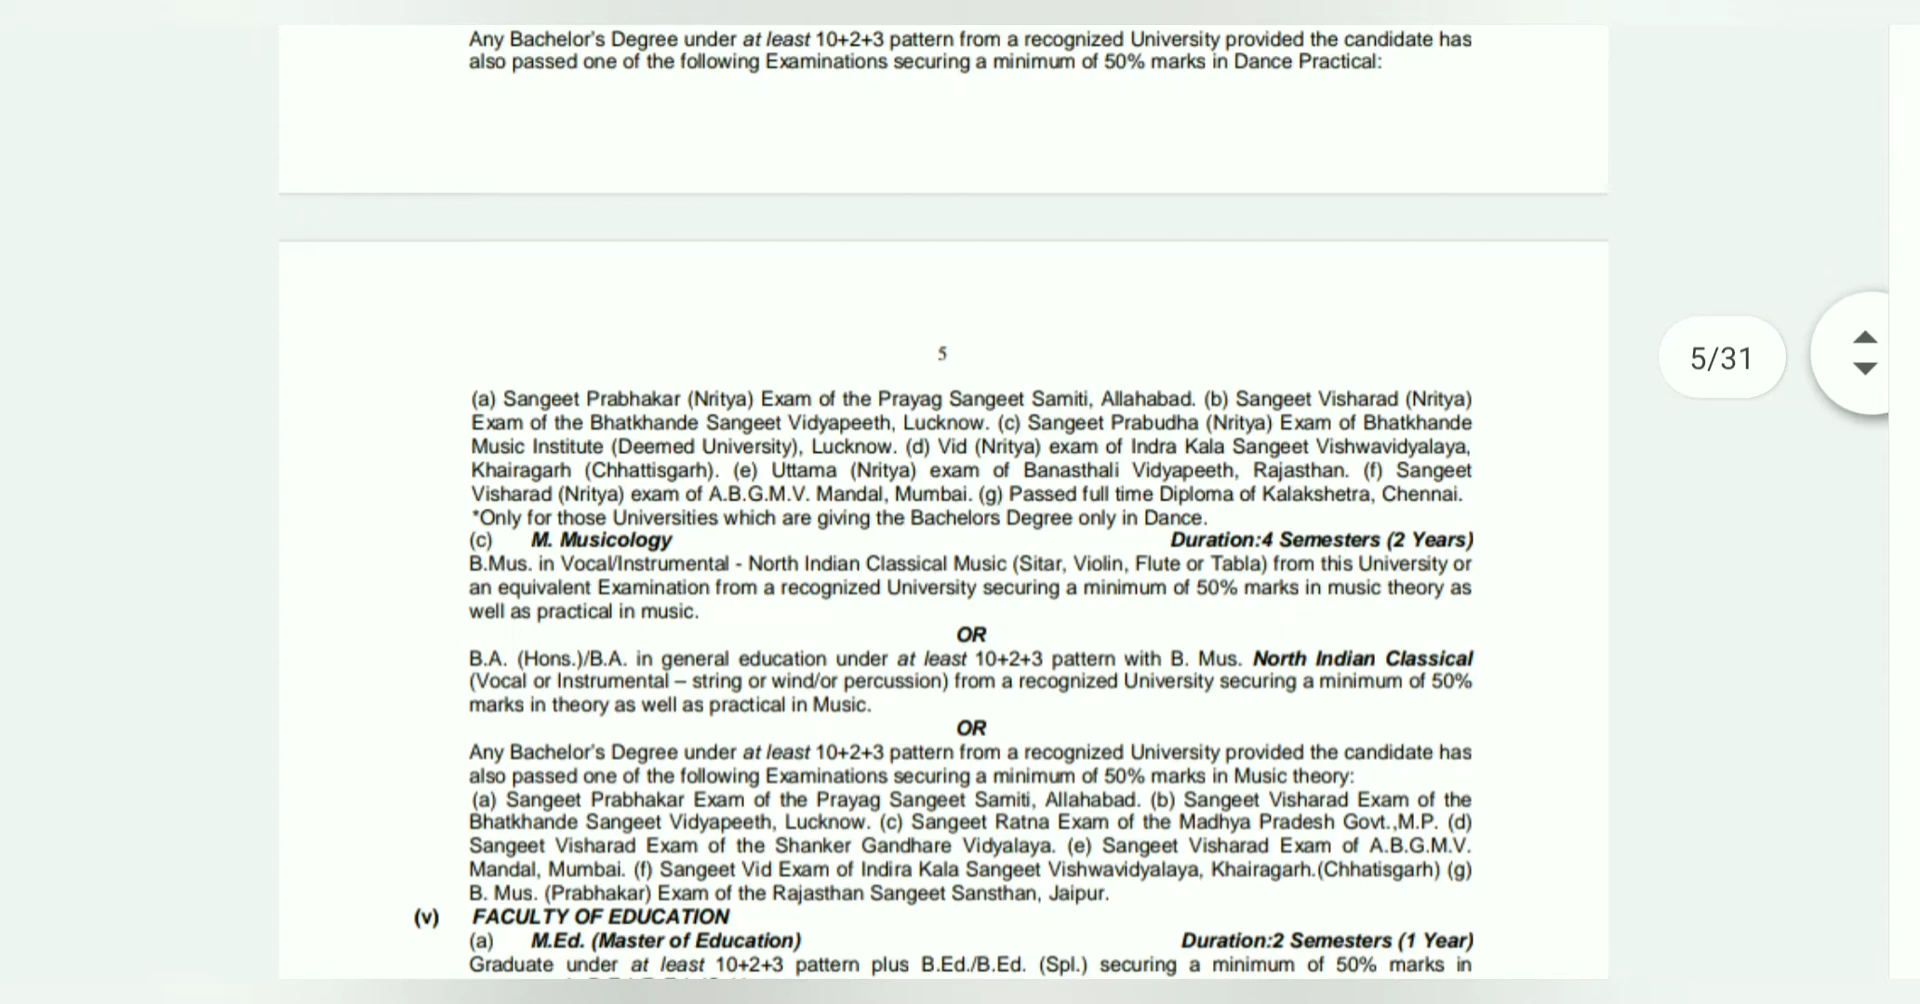 Any Bachelor's Degree under at least 10+2+3 pattern from a recognized University provided the candidate has
also passed one of the following Examinations securing a minimum of 50% marks in Dance Practical:
5/31
5
(a) Sangeet Prabhakar (Nritya) Exam of the Prayag Sangeet Samiti, Allahabad. (b) Sangeet Visharad (Nritya)
Exam of the Bhatkhande Sangeet Vidyapeeth, Lucknow. (c) Sangeet Prabudha (Nritya) Exam of Bhatkhande
Music Institute (Deemed University), Lucknow. (d) Vid (Nritya) exam of Indra Kala Sangeet Vishwavidyalaya,
Khairagarh (Chhattisgarh). (e) Uttama (Nritya) exam of Banasthali Vidyapeeth, Rajasthan. (f) Sangeet
Visharad (Nritya) exam of A.B.G.M.V. Mandal, Mumbai. (g) Passed full time Diploma of Kalakshetra, Chennai.
*Only for those Universities which are giving the Bachelors Degree only in Dance.
(c) M. Musicology Duration:4 Semesters (2 Years)
B.Mus. in Vocal/Instrumental - North Indian Classical Music (Sitar, Violin, Flute or Tabla) from this University or
an equivalent Examination from a recognized University securing a minimum of 50% marks in music theory as
well as practical in music.
OR
B.A. (Hons.)/B.A. in general education under at least 10+2+3 pattern with B. Mus. North Indian Classical
(Vocal or Instrumental – string or wind/or percussion) from a recognized University securing a minimum of 50%
marks in theory as well as practical in Music.
OR
Any Bachelor's Degree under at least 10+2+3 pattern from a recognized University provided the candidate has
also passed one of the following Examinations securing a minimum of 50% marks in Music theory:
(a) Sangeet Prabhakar Exam of the Prayag Sangeet Samiti, Allahabad. (b) Sangeet Visharad Exam of the
Bhatkhande Sangeet Vidyapeeth, Lucknow. (c) Sangeet Ratna Exam of the Madhya Pradesh Govt.,M.P. (d)
Sangeet Visharad Exam of the Shanker Gandhare Vidyalaya. (e) Sangeet Visharad Exam of A.B.G.M.V.
Mandal, Mumbai. (f) Sangeet Vid Exam of Indira Kala Sangeet Vishwavidyalaya, Khairagarh.(Chhatisgarh) (g)
B. Mus. (Prabhakar) Exam of the Rajasthan Sangeet Sansthan, Jaipur.
(v) FACULTY OF EDUCATION
(a) M.Ed. (Master of Education) Duration:2 Semesters (1 Year)
Graduate under at least 10+2+3 pattern plus B.Ed./B.Ed. (Spl.) securing a minimum of 50% marks in